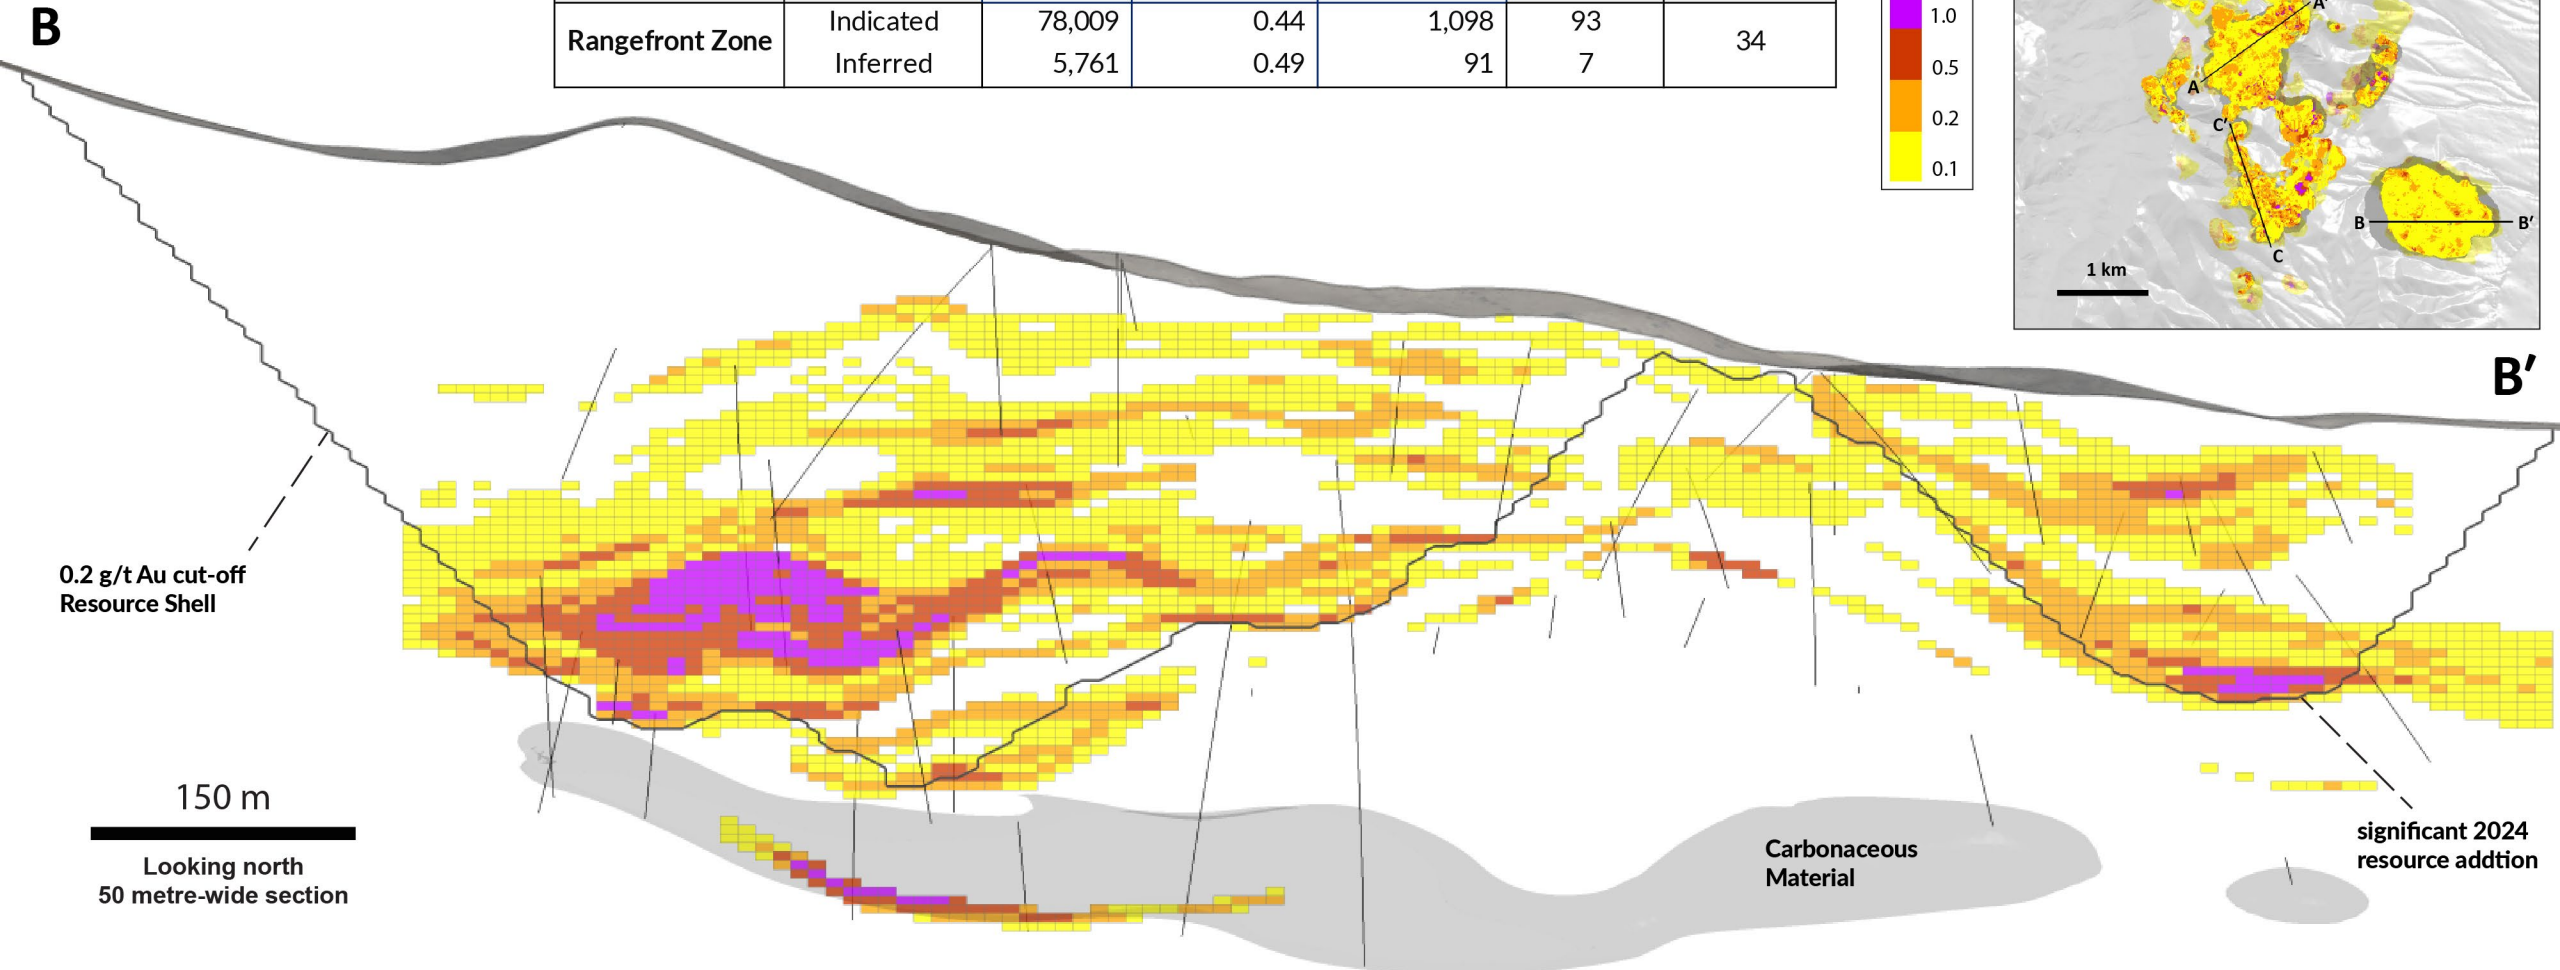 B
Rangefront Zone Indicated 78,009 0.44 1,098 93 34
Inferred 5,761 0.49 91 7
1.0
0.5
0.2
0.1
A'
A
C'
B B'
C
1 km
B'
0.2 g/t Au cut-off
Resource Shell
150 m
Looking north
50 metre-wide section
Carbonaceous
Material
significant 2024
resource addtion